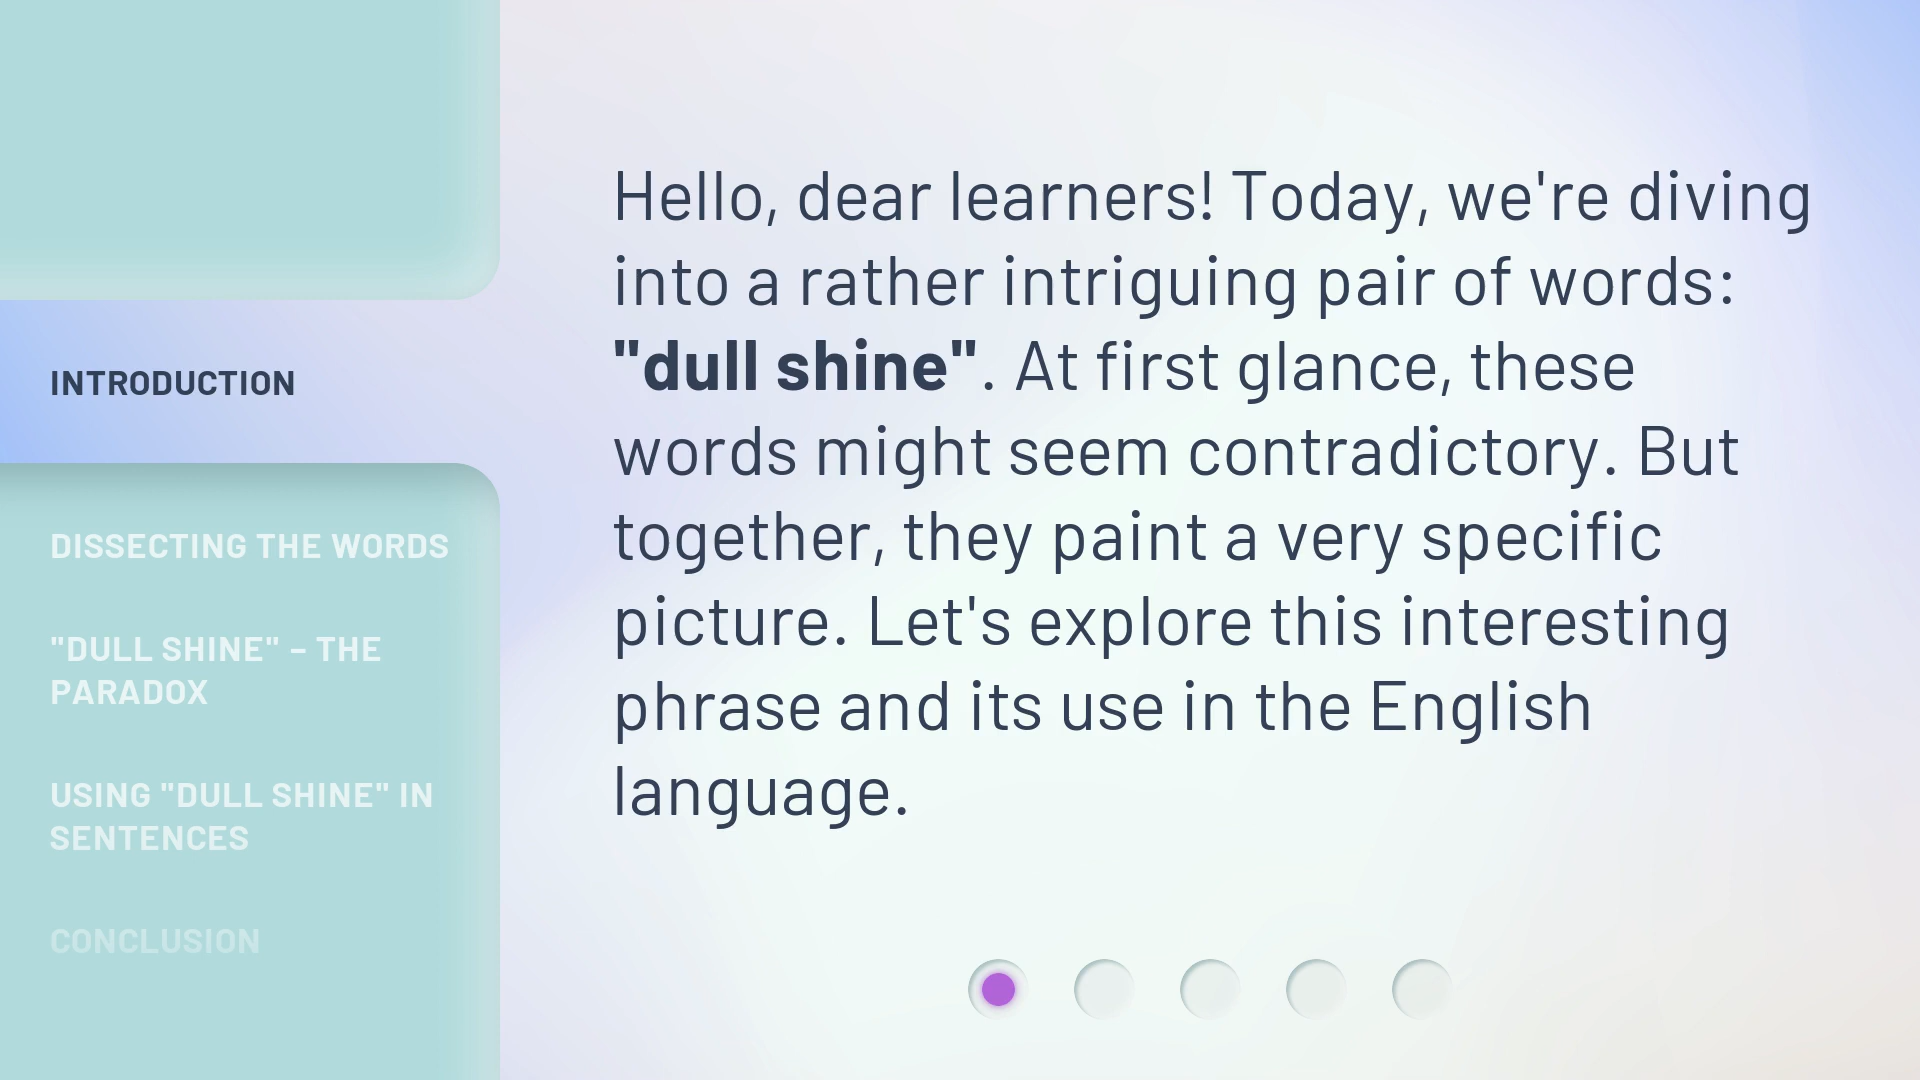 INTRODUCTION
DISSECTING THE WORDS
"DULL SHINE" – THE
PARADOX
USING "DULL SHINE" IN
SENTENCES
CONCLUSION
Hello, dear learners! Today, we're diving
into a rather intriguing pair of words:
"dull shine". At first glance, these
words might seem contradictory. But
together, they paint a very specific
picture. Let's explore this interesting
phrase and its use in the English
language.